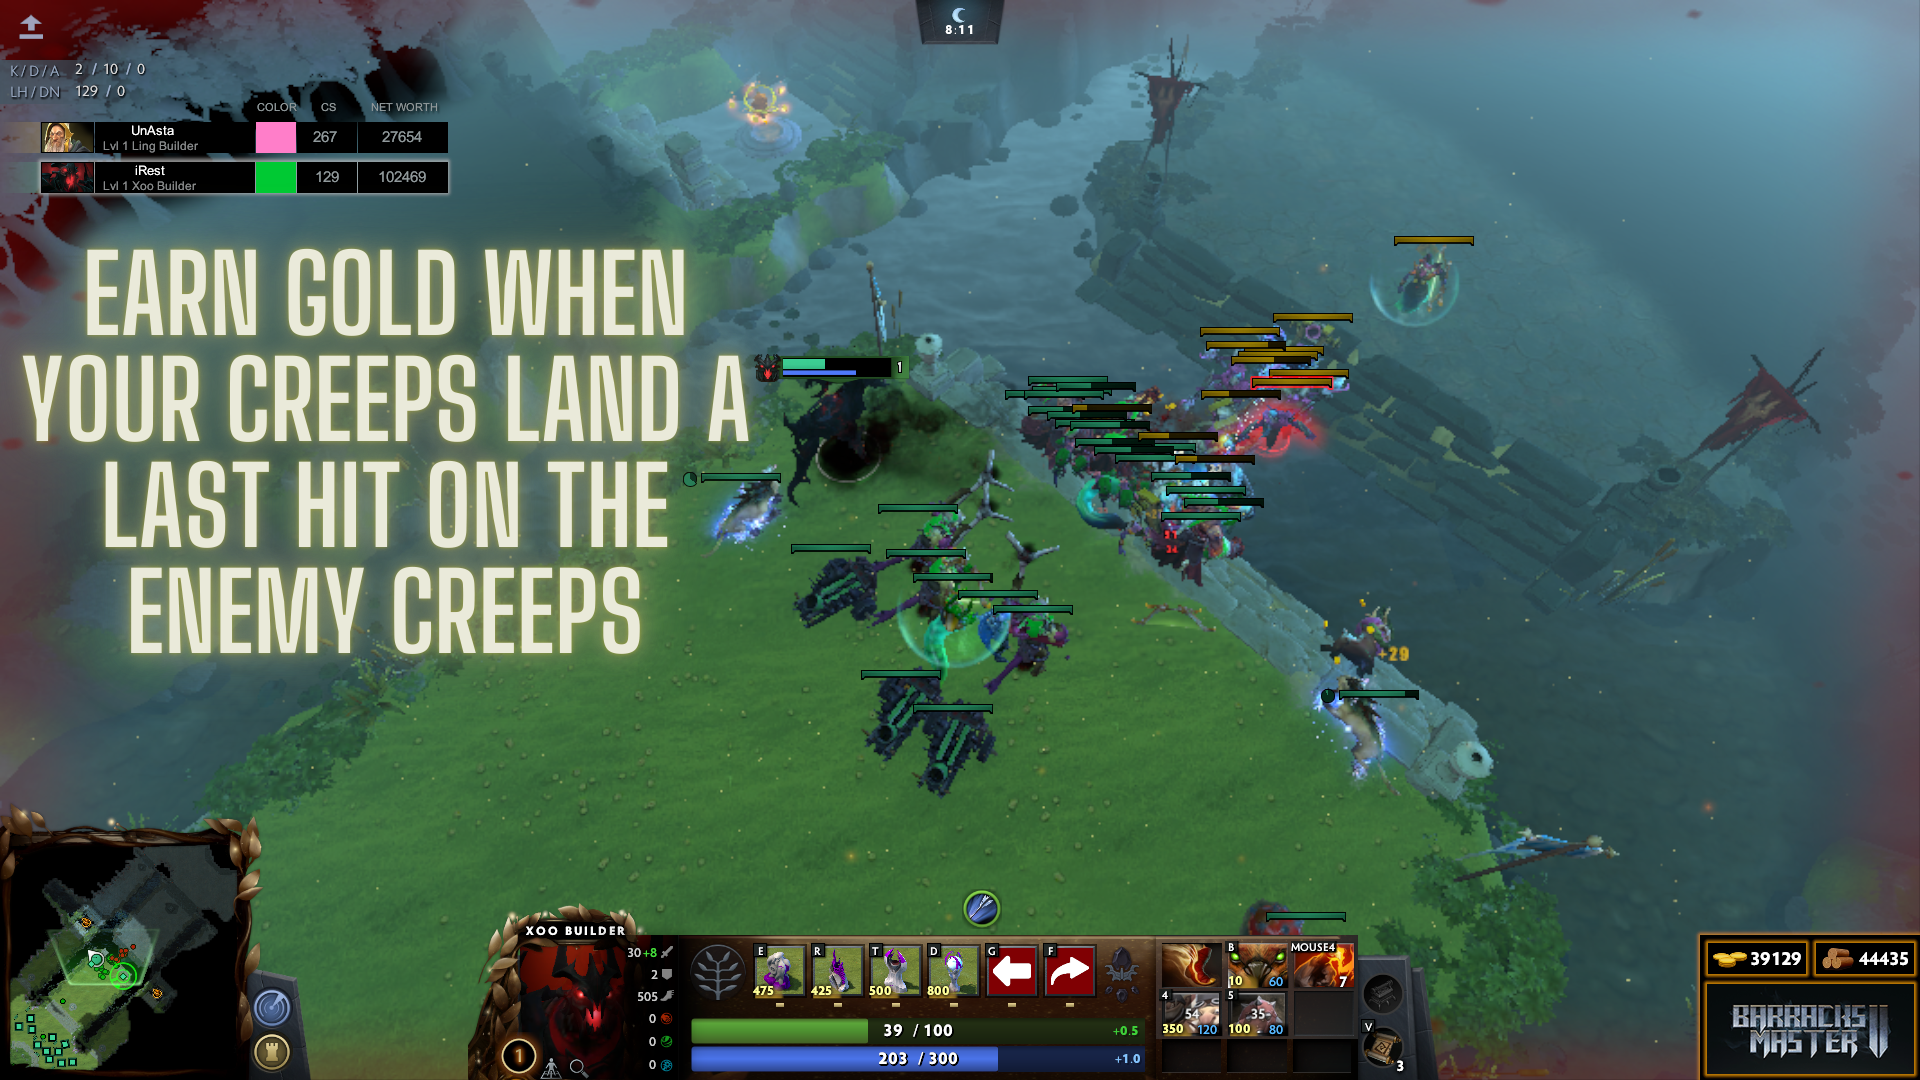 8:11
K / D / A 2 / 10 / 0
LH / DN 129 / 0
COLOR CS NET WORTH
UnAsta
Lvl 1 Ling Builder
267 27654
iRest
Lvl 1 Xoo Builder
129 102469
EARN GOLD WHEN
YOUR CREEPS LAND A
LAST HIT ON THE
ENEMY CREEPS
1
+29
XOO BUILDER
30 +8
2
505
0
0
0
1
E R T D G F
475 425 500 800
39 / 100 +0.5
203 / 300 +1.0
B MOUSE4
10 60 7
4 5
54 35
350 120 100 80
V
3
39129 44435
BARRACKS
MASTER II